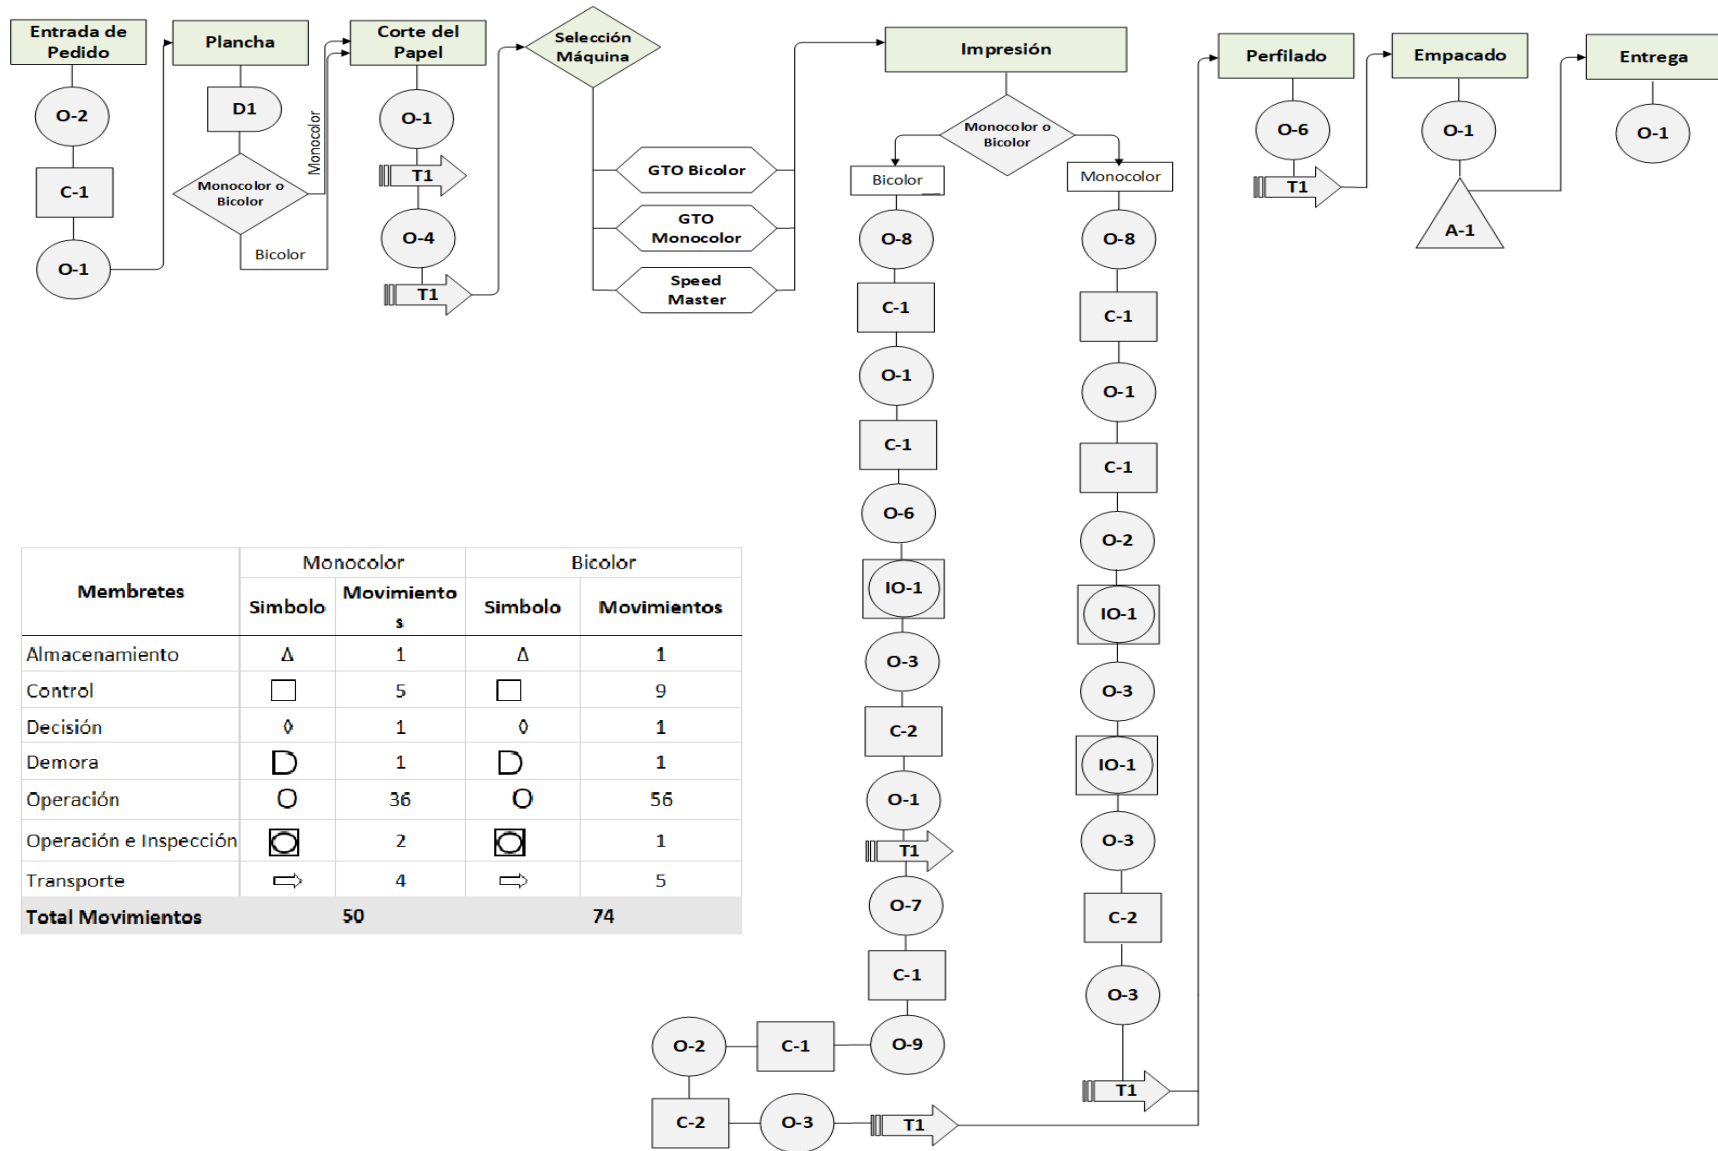 Entrada de
Pedido
O-2
C-1
O-1
Plancha
D1
Monocolor o
Bicolor
Monocolor
Bicolor
Corte del
Papel
O-1
T1
O-4
T1
Selección
Máquina
GTO Bicolor
GTO
Monocolor
Speed
Master
Impresión
Monocolor o
Bicolor
Bicolor
O-8
C-1
O-1
C-1
O-6
IO-1
O-3
C-2
O-1
T1
O-7
C-1
O-9
C-1
O-2
C-2
O-3
T1
Monocolor
O-8
C-1
O-1
C-1
O-2
IO-1
O-3
IO-1
O-3
C-2
O-3
T1
Perfilado
O-6
T1
Empacado
O-1
A-1
Entrega
O-1
Membretes Monocolor Bicolor
Simbolo Movimiento
s Simbolo Movimientos
Almacenamiento Δ 1 Δ 1
Control 5 9
Decisión ◊ 1 ◊ 1
Demora 1 1
Operación 36 56
Operación e Inspección 2 1
Transporte 4 5
Total Movimientos 50 74